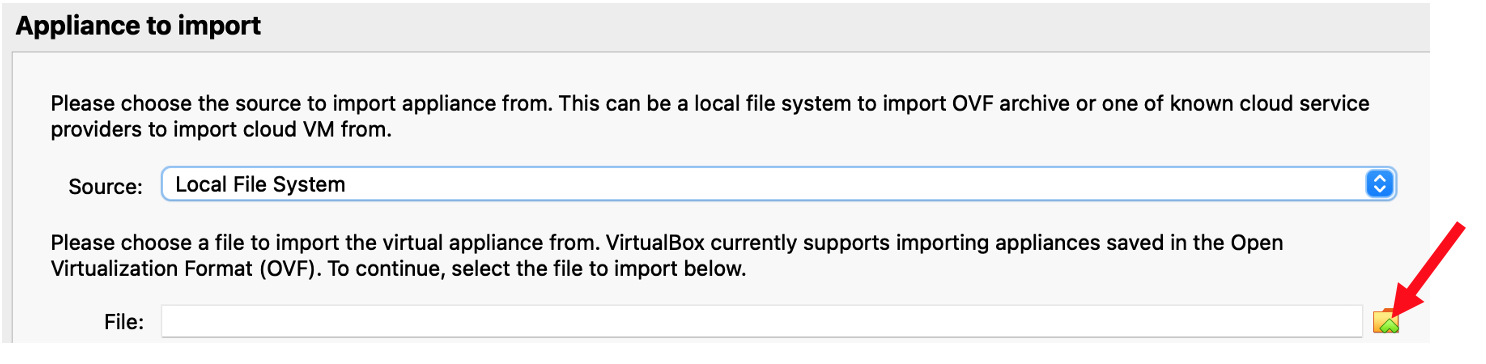 Appliance to import
Please choose the source to import appliance from. This can be a local file system to import OVF archive or one of known cloud service
providers to import cloud VM from.
Source: Local File System
Please choose a file to import the virtual appliance from. VirtualBox currently supports importing appliances saved in the Open
Virtualization Format (OVF). To continue, select the file to import below.
File: